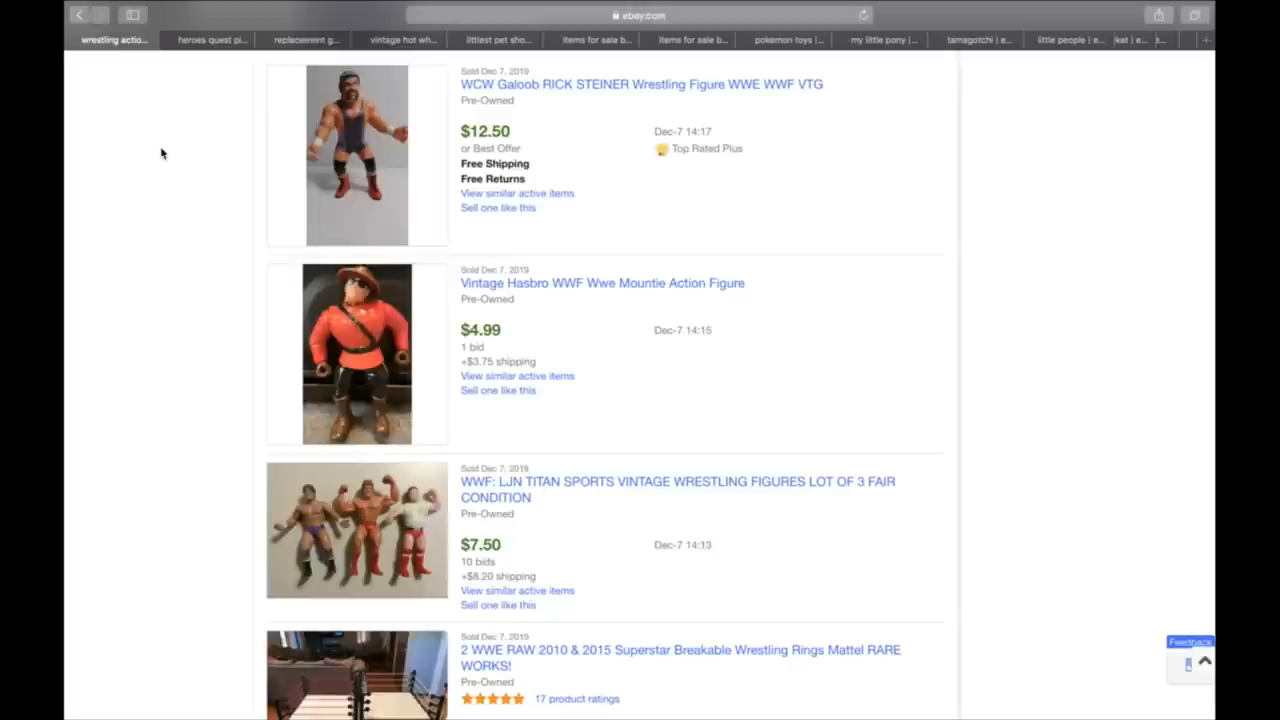 ebay.com
wrestling actio...
heroes quest pi...
replacement g...
vintage hot wh...
littlest pet sho...
Items for sale b...
Items for sale b...
pokemon toys |...
my little pony |...
tamagotchi | e...
little people | e...
ket | e...
Sold Dec 7, 2019
WCW Galoob RICK STEINER Wrestling Figure WWE WWF VTG
Pre-Owned
$12.50
Dec-7 14:17
or Best Offer
Top Rated Plus
Free Shipping
Free Returns
View similar active items
Sell one like this
Sold Dec 7, 2019
Vintage Hasbro WWF Wwe Mountie Action Figure
Pre-Owned
$4.99
Dec-7 14:15
1 bid
+$3.75 shipping
View similar active items
Sell one like this
Sold Dec 7, 2019
WWF: LJN TITAN SPORTS VINTAGE WRESTLING FIGURES LOT OF 3 FAIR
CONDITION
Pre-Owned
$7.50
Dec-7 14:13
10 bids
+$8.20 shipping
View similar active items
Sell one like this
Feedback
Sold Dec 7, 2019
2 WWE RAW 2010 & 2015 Superstar Breakable Wrestling Rings Mattel RARE
WORKS!
Pre-Owned
17 product ratings